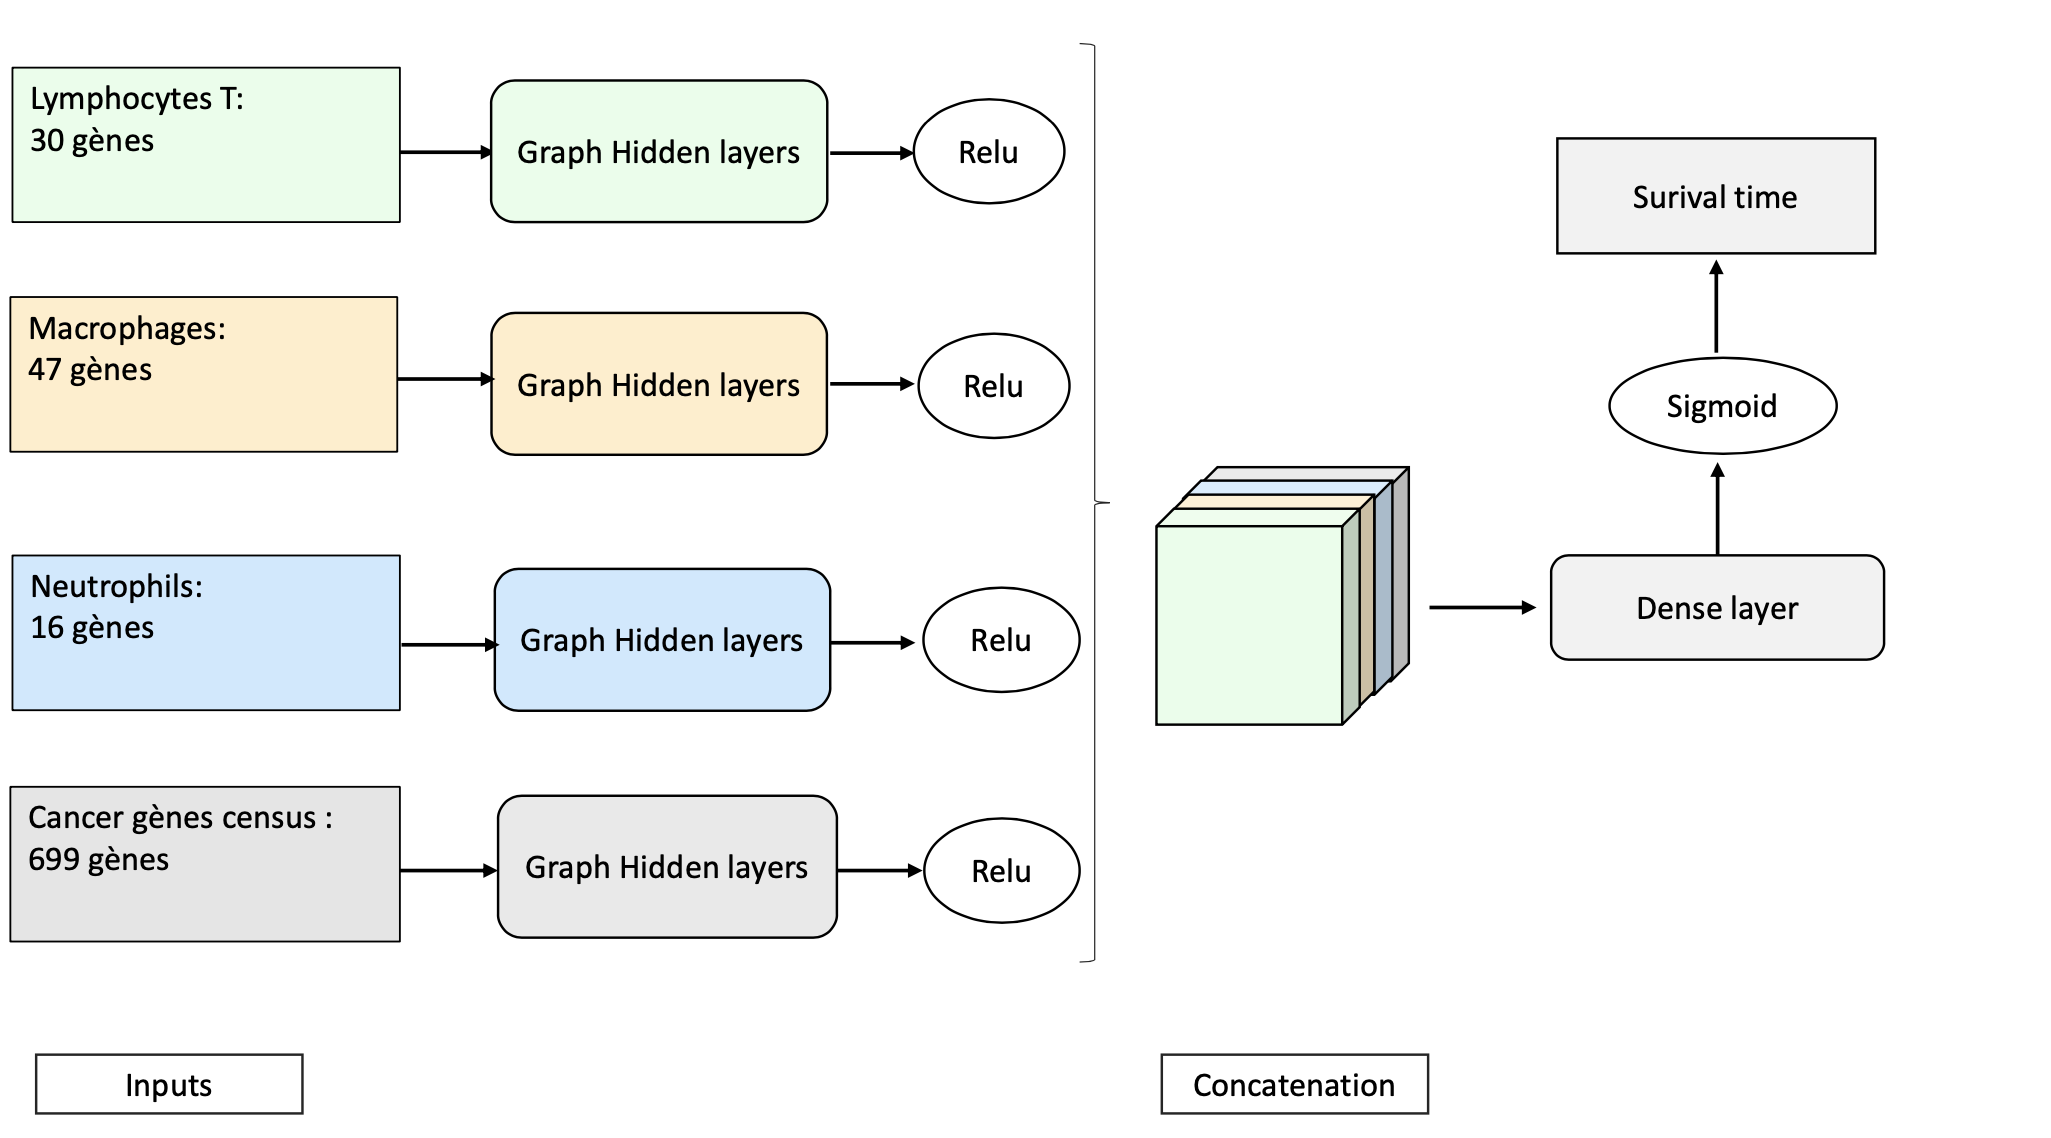 Lymphocytes T:
30 gènes
Graph Hidden layers
Relu
Macrophages:
47 gènes
Graph Hidden layers
Relu
Neutrophils:
16 gènes
Graph Hidden layers
Relu
Cancer gènes census :
699 gènes
Graph Hidden layers
Relu
Surival time
Sigmoid
Dense layer
Inputs
Concatenation